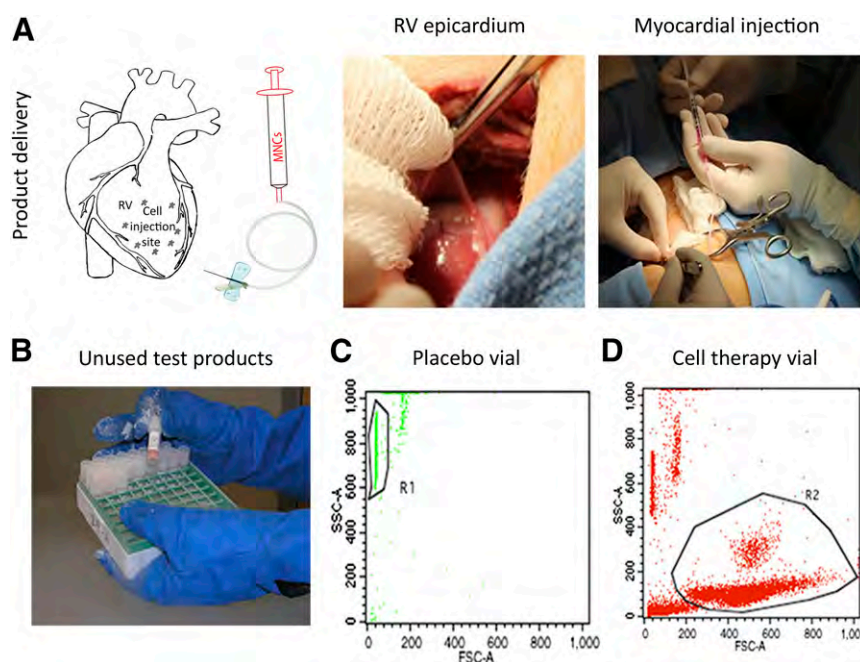 A
Product delivery
RV epicardium
Myocardial injection
MNCs
RV
Cell
injection
site
B
Unused test products
C
Placebo vial
D
Cell therapy vial
1,000
800
600
400
200
0
SSC-A
R1
0
200
400
600
800
1,000
FSC-A
1,000
800
600
400
200
0
SSC-A
R2
0
200
400
600
800
1,000
FSC-A